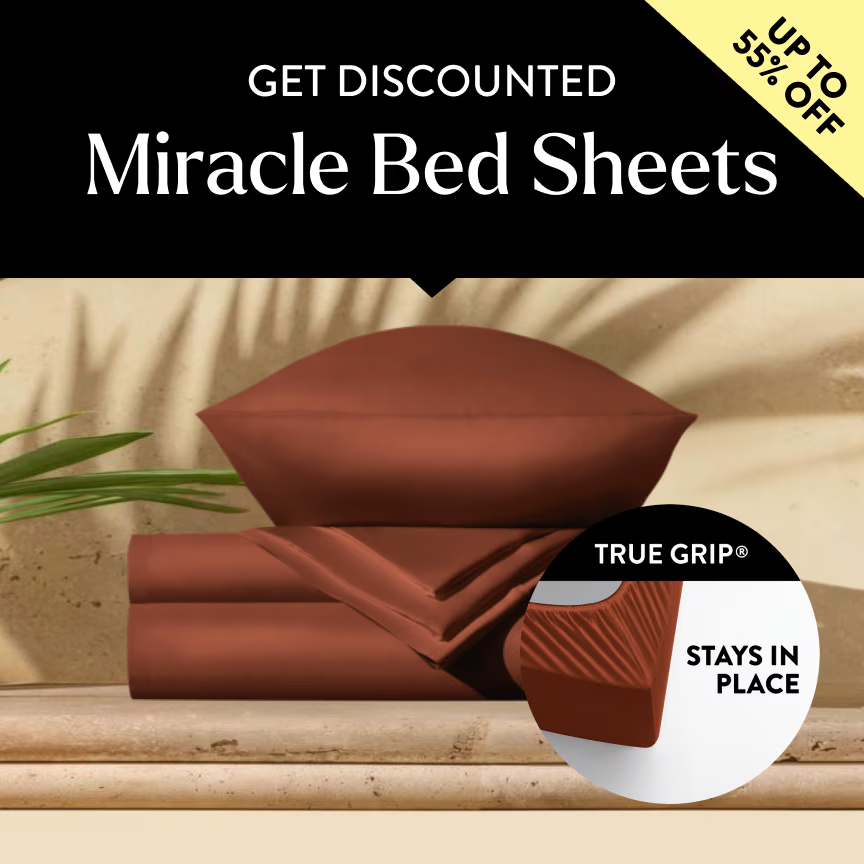 GET DISCOUNTED
Miracle Bed Sheets
UP TO
55% OFF
TRUE GRIP®
STAYS IN
PLACE